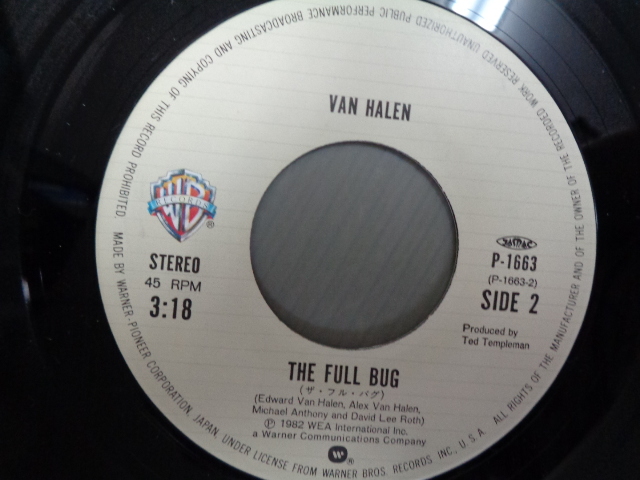 VAN HALEN
WB
RECORDS
®
STEREO
45 RPM
3:18
JASRAC
P-1663
(P-1663-2)
SIDE 2
Produced by
Ted Templeman
THE FULL BUG
(ザ・フル・バグ)
(Edward Van Halen, Alex Van Halen,
Michael Anthony and David Lee Roth)
Ⓟ 1982 WEA International Inc.
a Warner Communications Company
®
MADE BY WARNER-PIONEER CORPORATION, JAPAN, UNDER LICENSE FROM WARNER BROS. RECORDS INC., U.S.A. ALL RIGHTS OF THE MANUFACTURER AND OF THE OWNER OF THE RECORDED WORK RESERVED UNAUTHORIZED PUBLIC PERFORMANCE BROADCASTING AND COPYING OF THIS RECORD PROHIBITED.